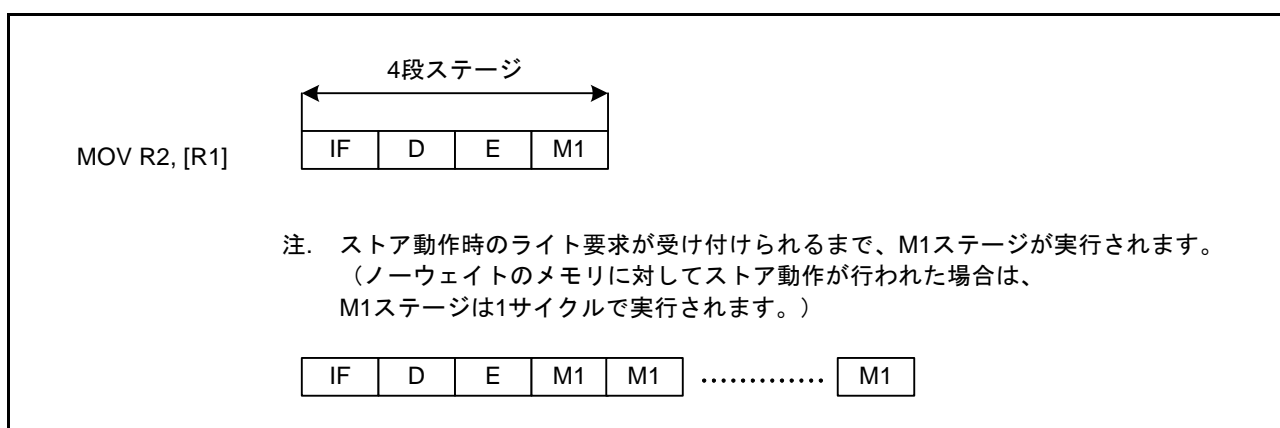 4段ステージ
MOV R2, [R1]
IF D E M1
注. ストア動作時のライト要求が受け付けられるまで、M1ステージが実行されます。
（ノーウェイトのメモリに対してストア動作が行われた場合は、
M1ステージは1サイクルで実行されます。）
IF D E M1 M1 ............. M1